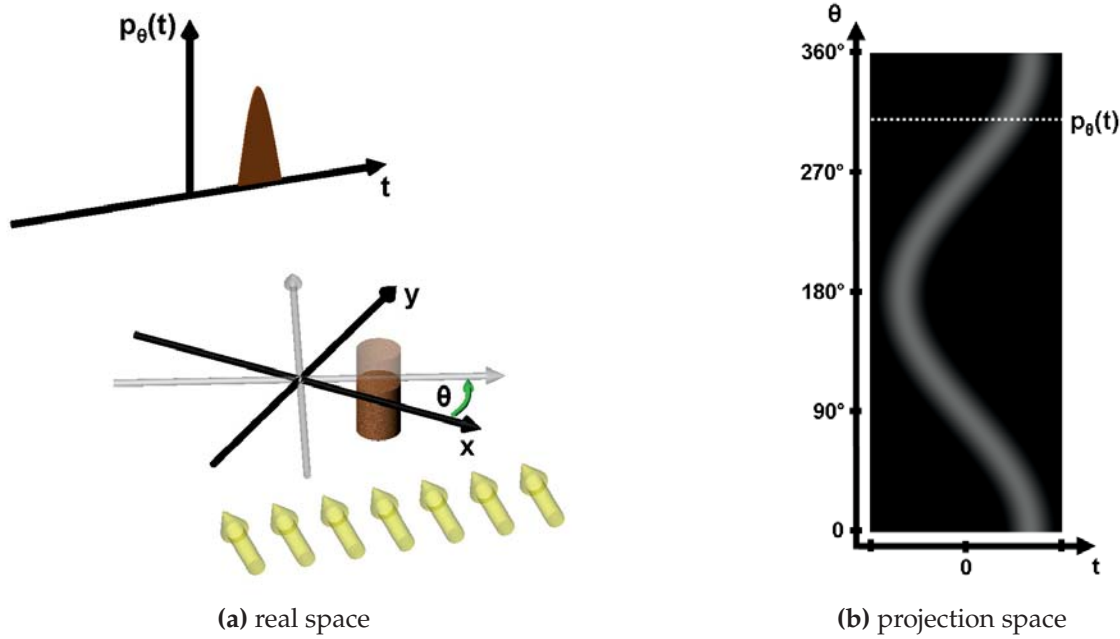 pθ(t)
t
y
θ
x
(a) real space
θ
360°
pθ(t)
270°
180°
90°
0
0
t
(b) projection space